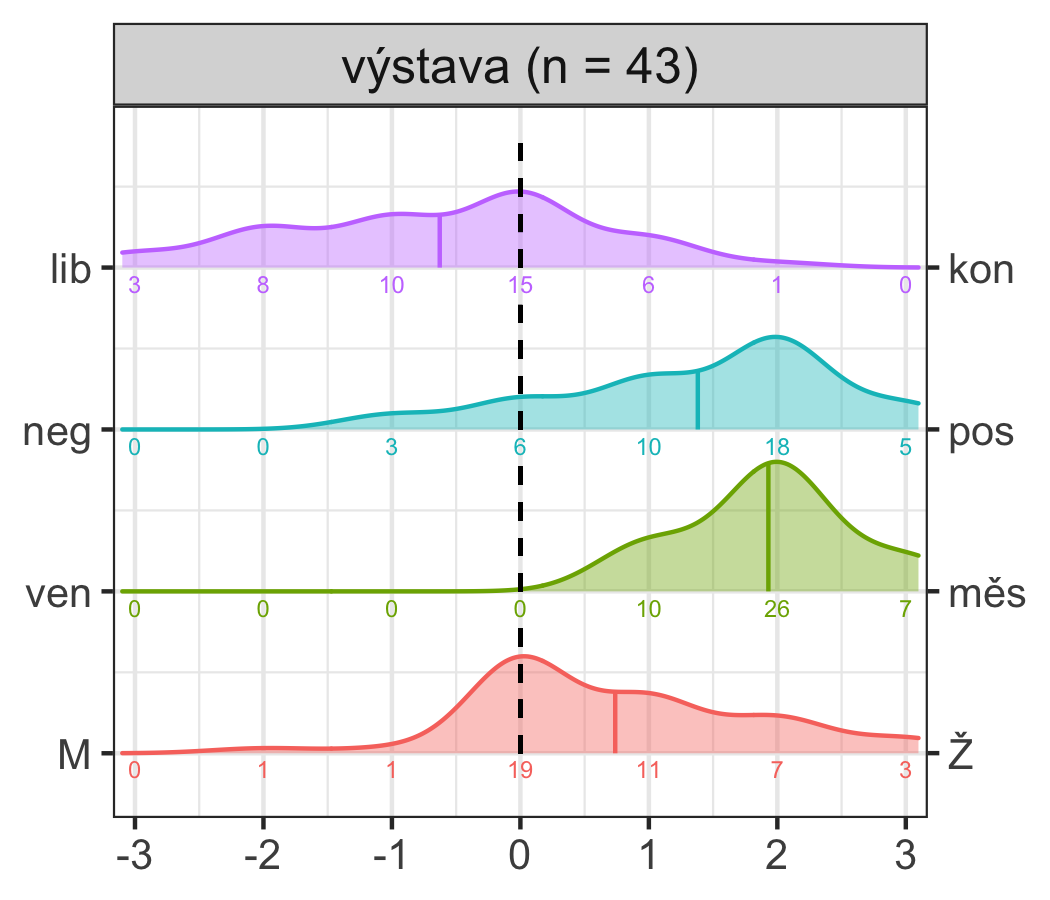 výstava (n = 43)
lib kon
3 8 10 15 6 1 0
neg pos
0 0 3 6 10 18 5
ven měs
0 0 0 0 10 26 7
M Ž
0 1 1 19 11 7 3
-3 -2 -1 0 1 2 3